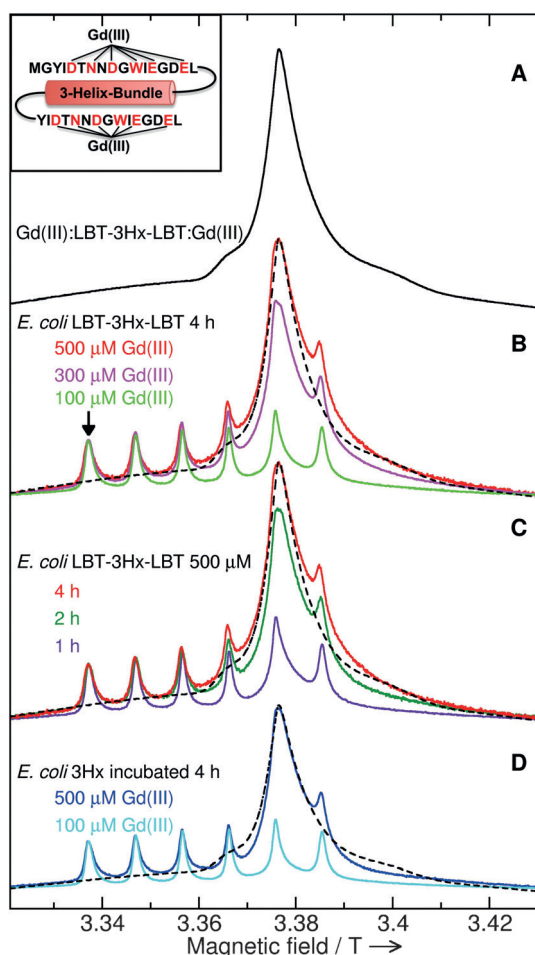 Gd(III)
MGYIDTNNDGWIEGDEL
3-Helix-Bundle
YIDTNNDGWIEGDEL
Gd(III)
A
Gd(III):LBT-3Hx-LBT:Gd(III)
E. coli LBT-3Hx-LBT 4 h
B
500 μM Gd(III)
300 μM Gd(III)
100 μM Gd(III)
C
E. coli LBT-3Hx-LBT 500 μM
4 h
2 h
1 h
E. coli 3Hx incubated 4 h
D
500 μM Gd(III)
100 μM Gd(III)
3.34 3.36 3.38 3.4 3.42
Magnetic field / T →